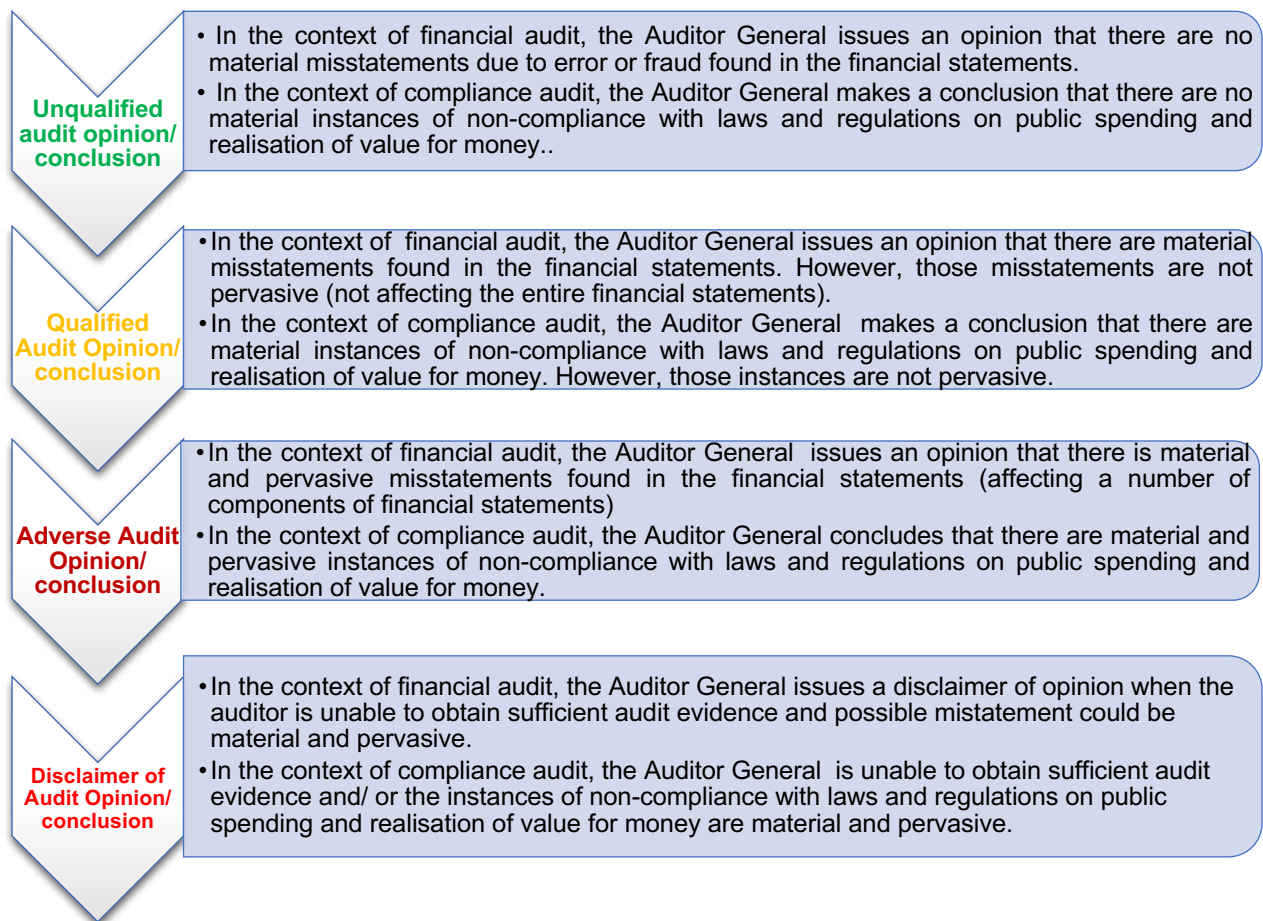 Unqualified
audit opinion/
conclusion
• In the context of financial audit, the Auditor General issues an opinion that there are no
material misstatements due to error or fraud found in the financial statements.
• In the context of compliance audit, the Auditor General makes a conclusion that there are no
material instances of non-compliance with laws and regulations on public spending and
realisation of value for money..
Qualified
Audit Opinion/
conclusion
• In the context of financial audit, the Auditor General issues an opinion that there are material
misstatements found in the financial statements. However, those misstatements are not
pervasive (not affecting the entire financial statements).
• In the context of compliance audit, the Auditor General makes a conclusion that there are
material instances of non-compliance with laws and regulations on public spending and
realisation of value for money. However, those instances are not pervasive.
Adverse Audit
Opinion/
conclusion
• In the context of financial audit, the Auditor General issues an opinion that there is material
and pervasive misstatements found in the financial statements (affecting a number of
components of financial statements)
• In the context of compliance audit, the Auditor General concludes that there are material and
pervasive instances of non-compliance with laws and regulations on public spending and
realisation of value for money.
Disclaimer of
Audit Opinion/
conclusion
• In the context of financial audit, the Auditor General issues a disclaimer of opinion when the
auditor is unable to obtain sufficient audit evidence and possible mistatement could be
material and pervasive.
• In the context of compliance audit, the Auditor General is unable to obtain sufficient audit
evidence and/ or the instances of non-compliance with laws and regulations on public
spending and realisation of value for money are material and pervasive.